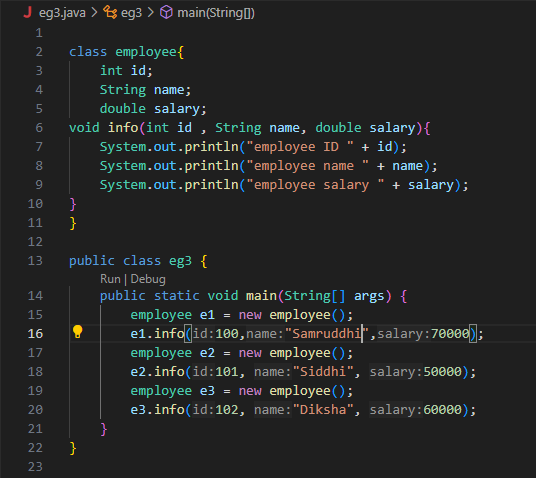 J eg3.java > eg3 > main(String[])
1
2 class employee{
3     int id;
4     String name;
5     double salary;
6 void info(int id , String name, double salary){
7     System.out.println("employee ID " + id);
8     System.out.println("employee name " + name);
9     System.out.println("employee salary " + salary);
10 }
11 }
12
13 public class eg3 {
Run | Debug
14     public static void main(String[] args) {
15         employee e1 = new employee();
16         e1.info(id:100,name:"Samruddhi",salary:70000);
17         employee e2 = new employee();
18         e2.info(id:101, name:"Siddhi", salary:50000);
19         employee e3 = new employee();
20         e3.info(id:102, name:"Diksha", salary:60000);
21     }
22 }
23